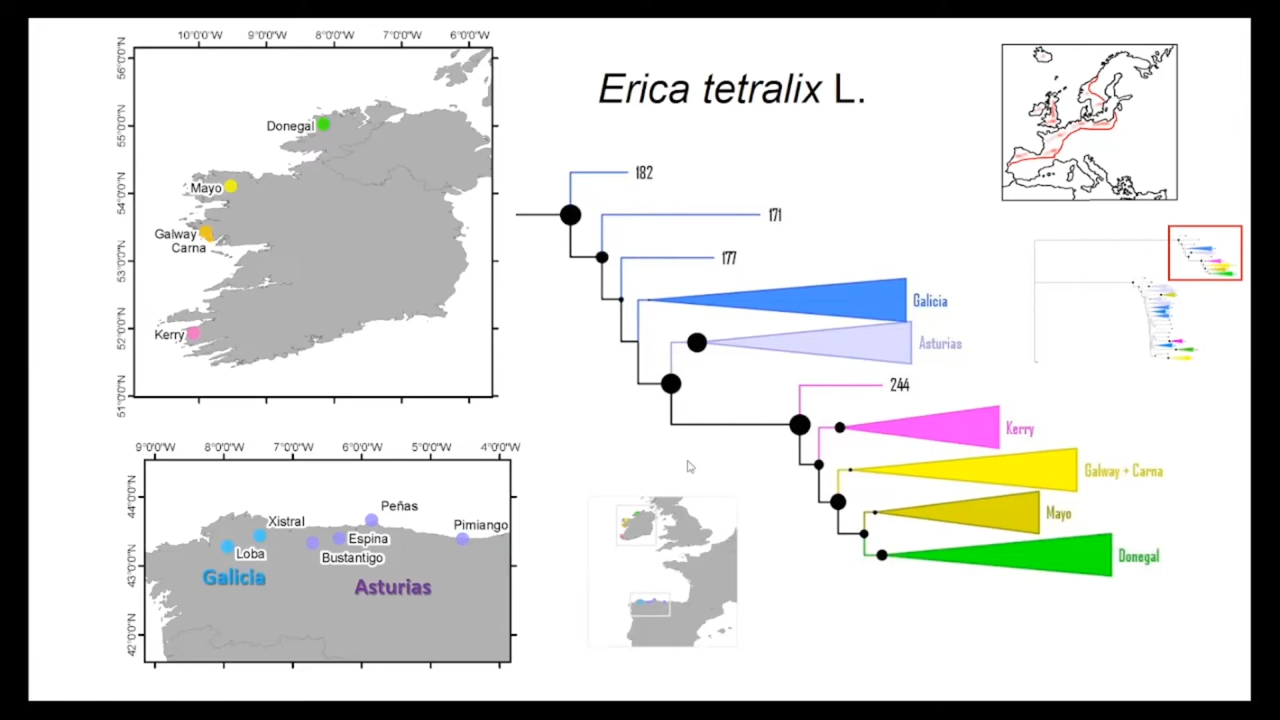 Erica tetralix L.
10°0'0"W 9°0'0"W 8°0'0"W 7°0'0"W 6°0'0"W
56°0'0"N
55°0'0"N
54°0'0"N
53°0'0"N
52°0'0"N
51°0'0"N
Donegal
Mayo
Galway
Carna
Kerry
9°0'0"W 8°0'0"W 7°0'0"W 6°0'0"W 5°0'0"W 4°0'0"W
44°0'0"N
43°0'0"N
42°0'0"N
Peñas
Xistral
Pimiango
Espina
Loba
Bustantigo
Galicia
Asturias
182
171
177
Galicia
Asturias
244
Kerry
Galway + Carna
Mayo
Donegal